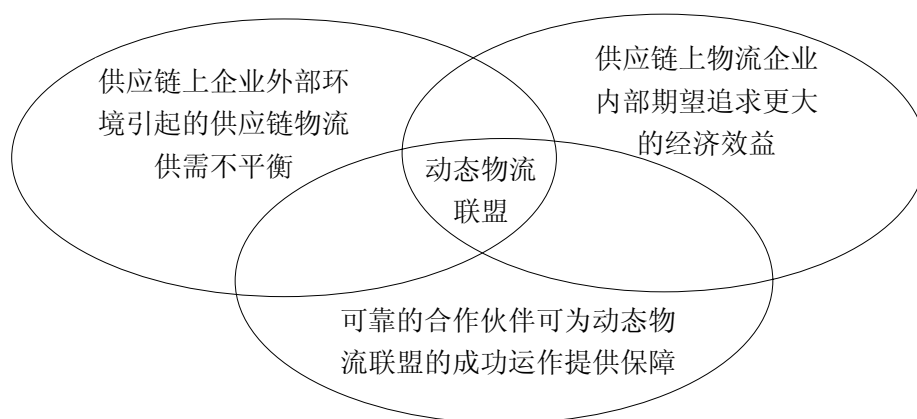 供应链上企业外部环
境引起的供应链物流
供需不平衡
供应链上物流企业
内部期望追求更大
的经济效益
动态物流
联盟
可靠的合作伙伴可为动态物
流联盟的成功运作提供保障